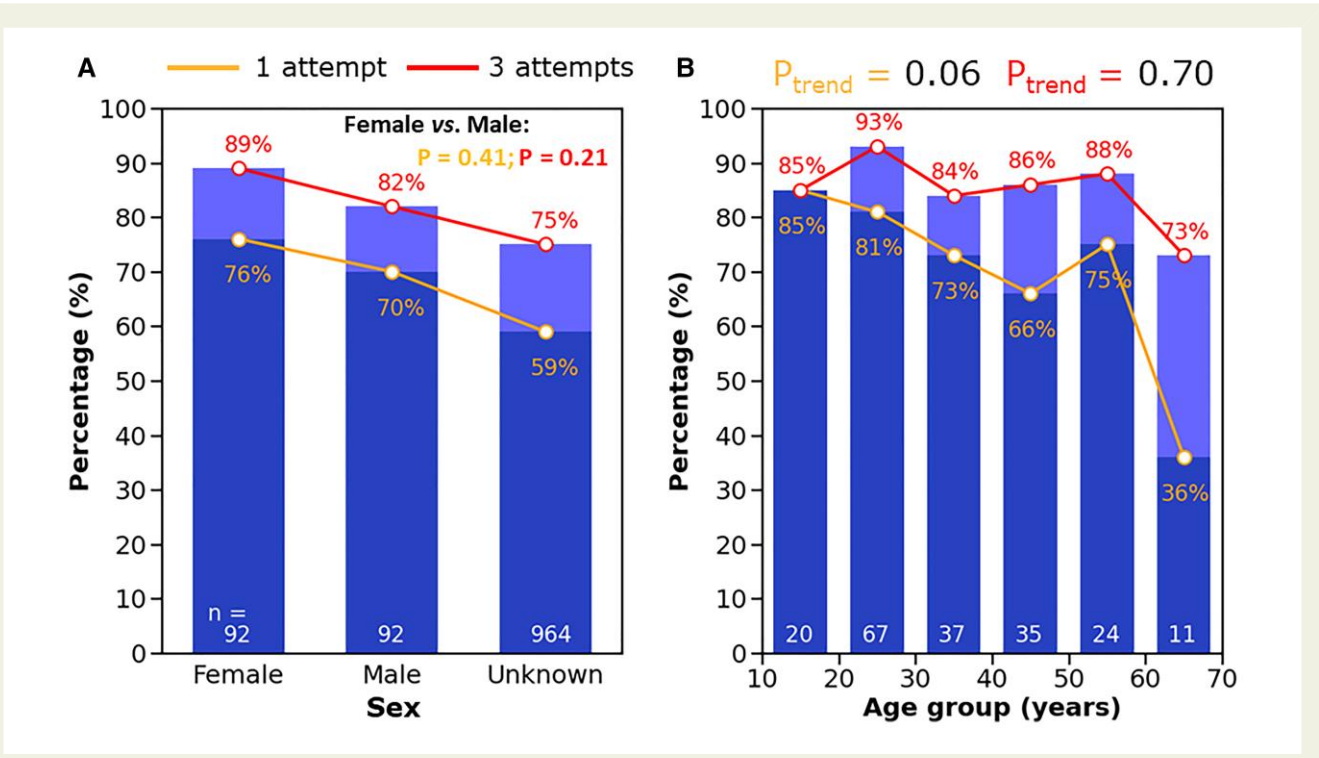 A 1 attempt 3 attempts
Female vs. Male:
P = 0.41; P = 0.21
100
90
80
70
60
50
40
30
20
10
0
Percentage (%)
89%
82%
75%
76%
70%
59%
n =
92 92 964
Female Male Unknown
Sex
B Ptrend = 0.06 Ptrend = 0.70
100
90
80
70
60
50
40
30
20
10
0
Percentage (%)
85% 93% 84% 86% 88% 73%
85% 81% 73% 66% 75% 36%
20 67 37 35 24 11
10 20 30 40 50 60 70
Age group (years)